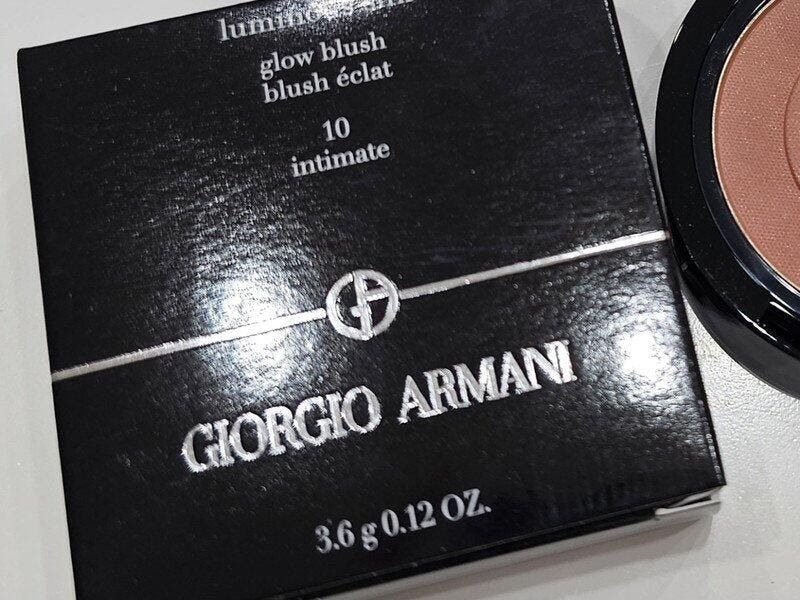 glow blush
blush éclat
10
intimate
GIORGIO ARMANI
3.6 g 0.12 OZ.